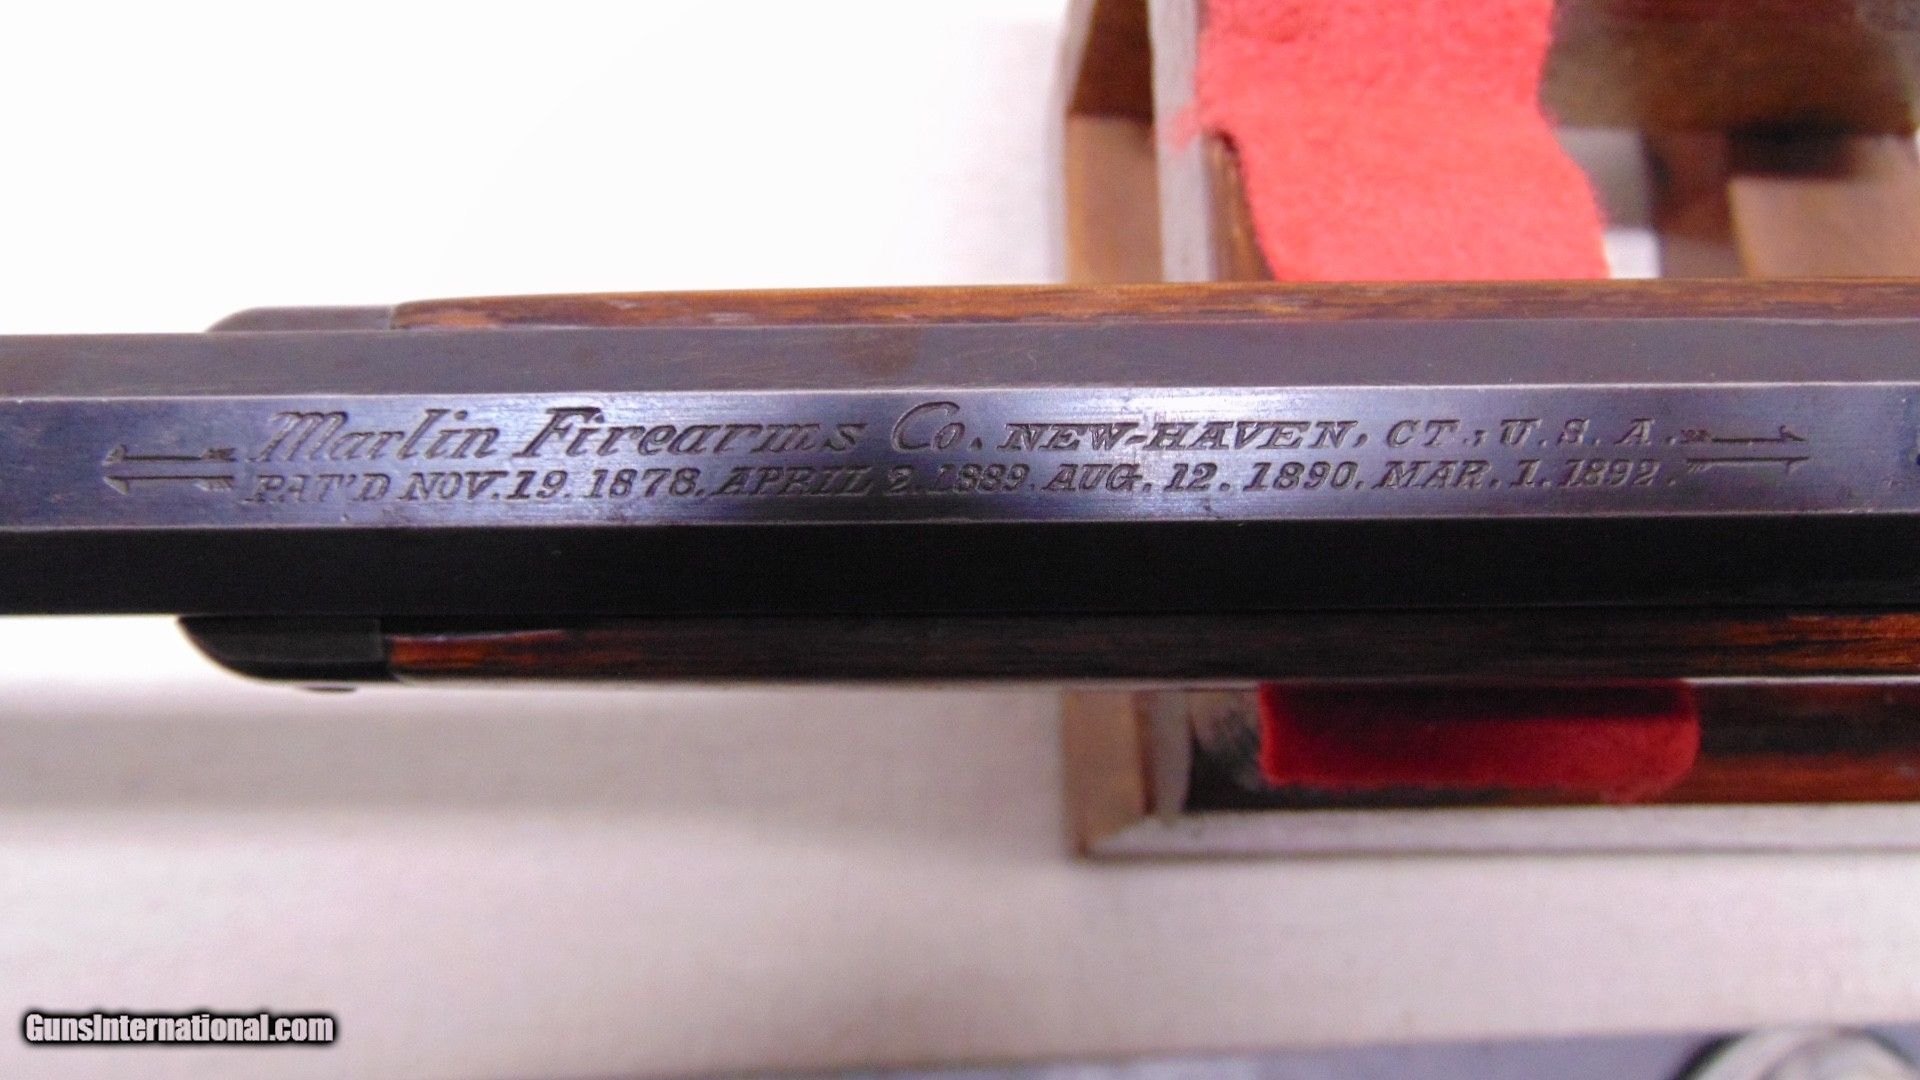 Marlin Firearms Co. NEW-HAVEN, CT., U.S.A.
PAT'D NOV. 19. 1878. APRIL 2. 1889. AUG. 12. 1890. MAR. 1. 1892.
GunsInternational.com